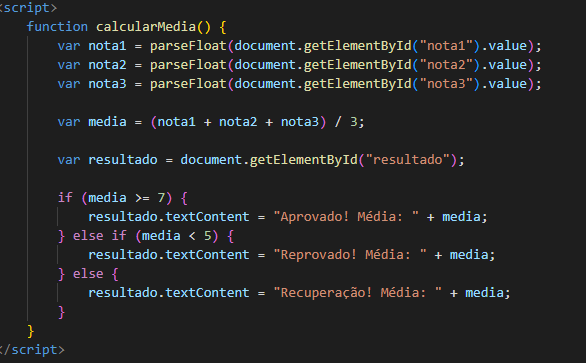 <script>
function calcularMedia() {
var nota1 = parseFloat(document.getElementById("nota1").value);
var nota2 = parseFloat(document.getElementById("nota2").value);
var nota3 = parseFloat(document.getElementById("nota3").value);
var media = (nota1 + nota2 + nota3) / 3;
var resultado = document.getElementById("resultado");
if (media >= 7) {
resultado.textContent = "Aprovado! Média: " + media;
} else if (media < 5) {
resultado.textContent = "Reprovado! Média: " + media;
} else {
resultado.textContent = "Recuperação! Média: " + media;
}
}
</script>